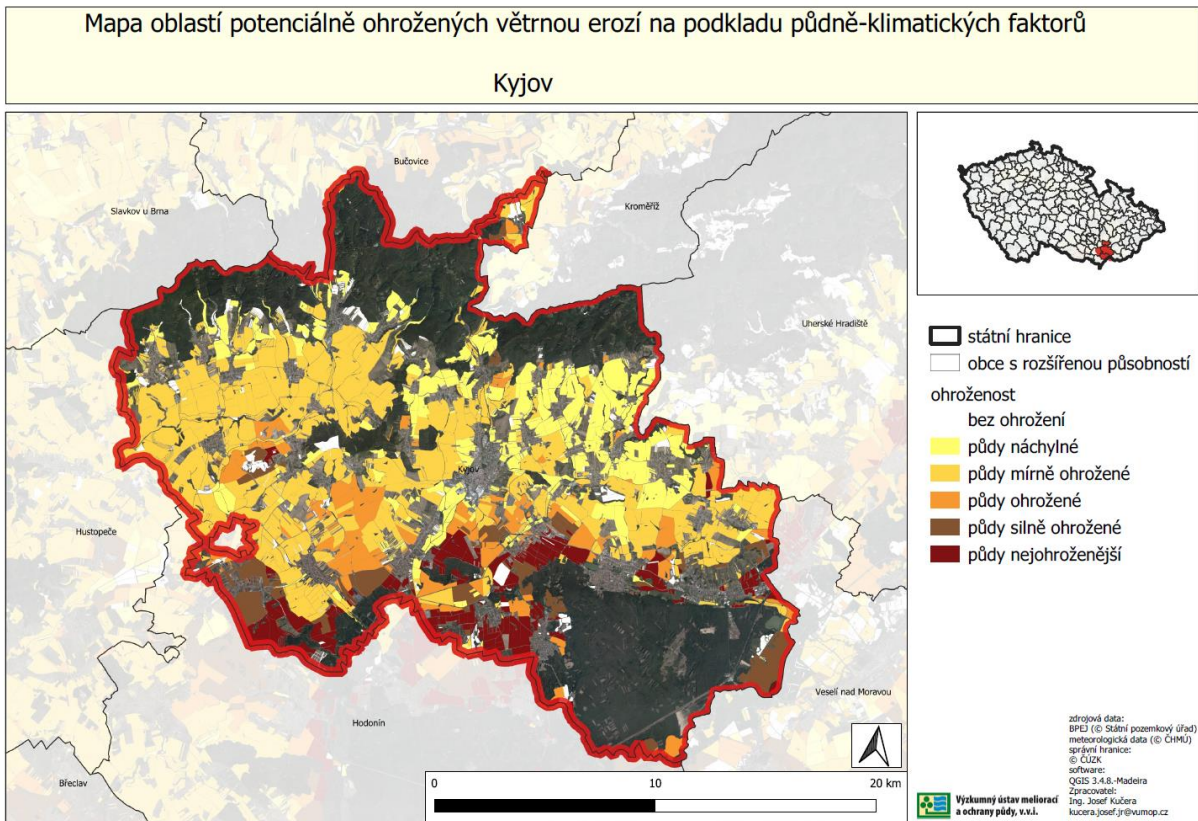 Mapa oblastí potenciálně ohrožených větrnou erozí na podkladu půdně-klimatických faktorů
Kyjov
Bučovice
Slavkov u Brna
Kroměříž
Uherské Hradiště
Kyjov
Hustopeče
Veselí nad Moravou
Hodonín
Břeclav
0
10
20 km
státní hranice
obce s rozšířenou působností
ohroženost
bez ohrožení
půdy náchylné
půdy mírně ohrožené
půdy ohrožené
půdy silně ohrožené
půdy nejohroženější
zdrojová data:
BPEJ (© Státní pozemkový úřad)
meteorologická data (© ČHMÚ)
správní hranice:
© ČÚZK
software:
QGIS 3.4.8.-Madeira
Zpracovatel:
Ing. Josef Kučera
kucera.josef.jr@vumop.cz
Výzkumný ústav meliorací
a ochrany půdy, v.v.i.